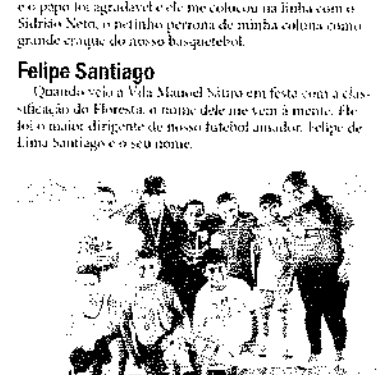 e o papo foi agradável e ele me colocou na linha com o
Sidrião Neto, o netinho perrona de minha coluna como
grande craque do nosso basquetebol.
Felipe Santiago
Quando vejo a Vila Manoel Sátiro em festa com a clas-
sificação do Floresta, o nome dele me vem à mente. Ele
foi o maior dirigente de nosso futebol amador. Felipe de
Lima Santiago é o seu nome.